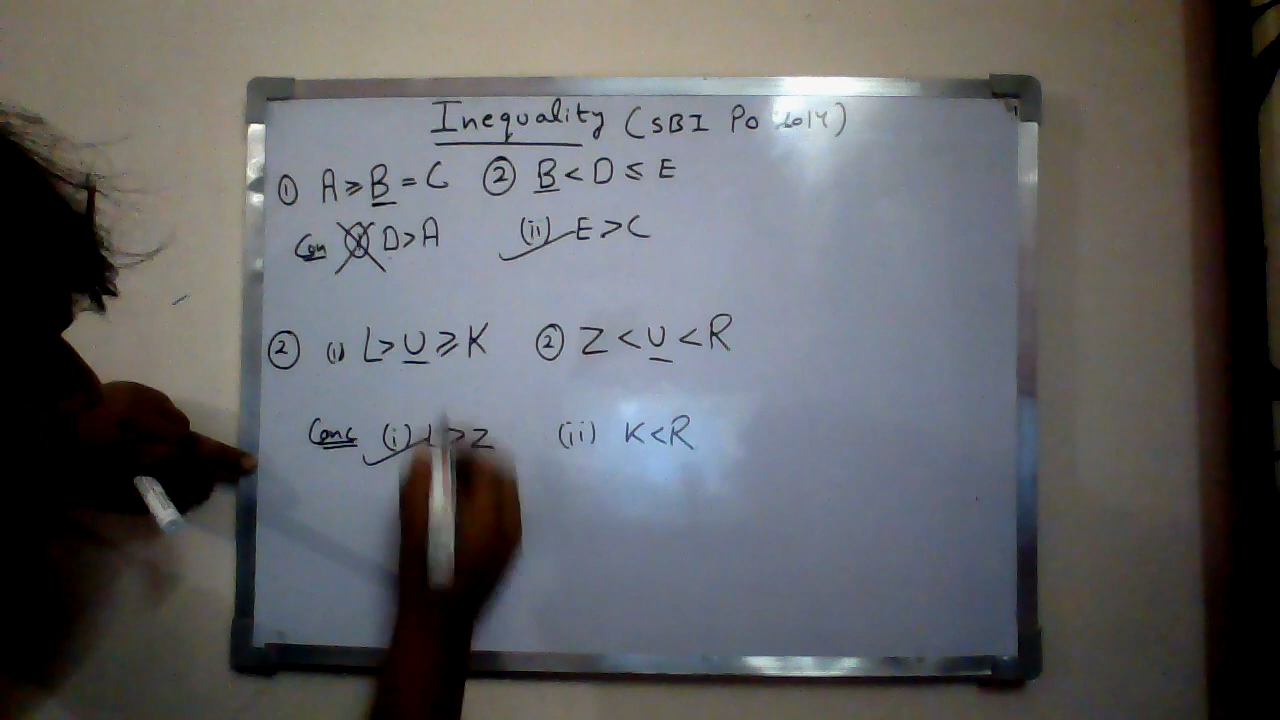 Inequality (SBI PO 2014)
① A ≥ B = C ② B < D ≤ E
Con (i) D > A (ii) E > C
② (i) L > U ≥ K ② Z < U < R
Conc (i) L > Z (ii) K < R